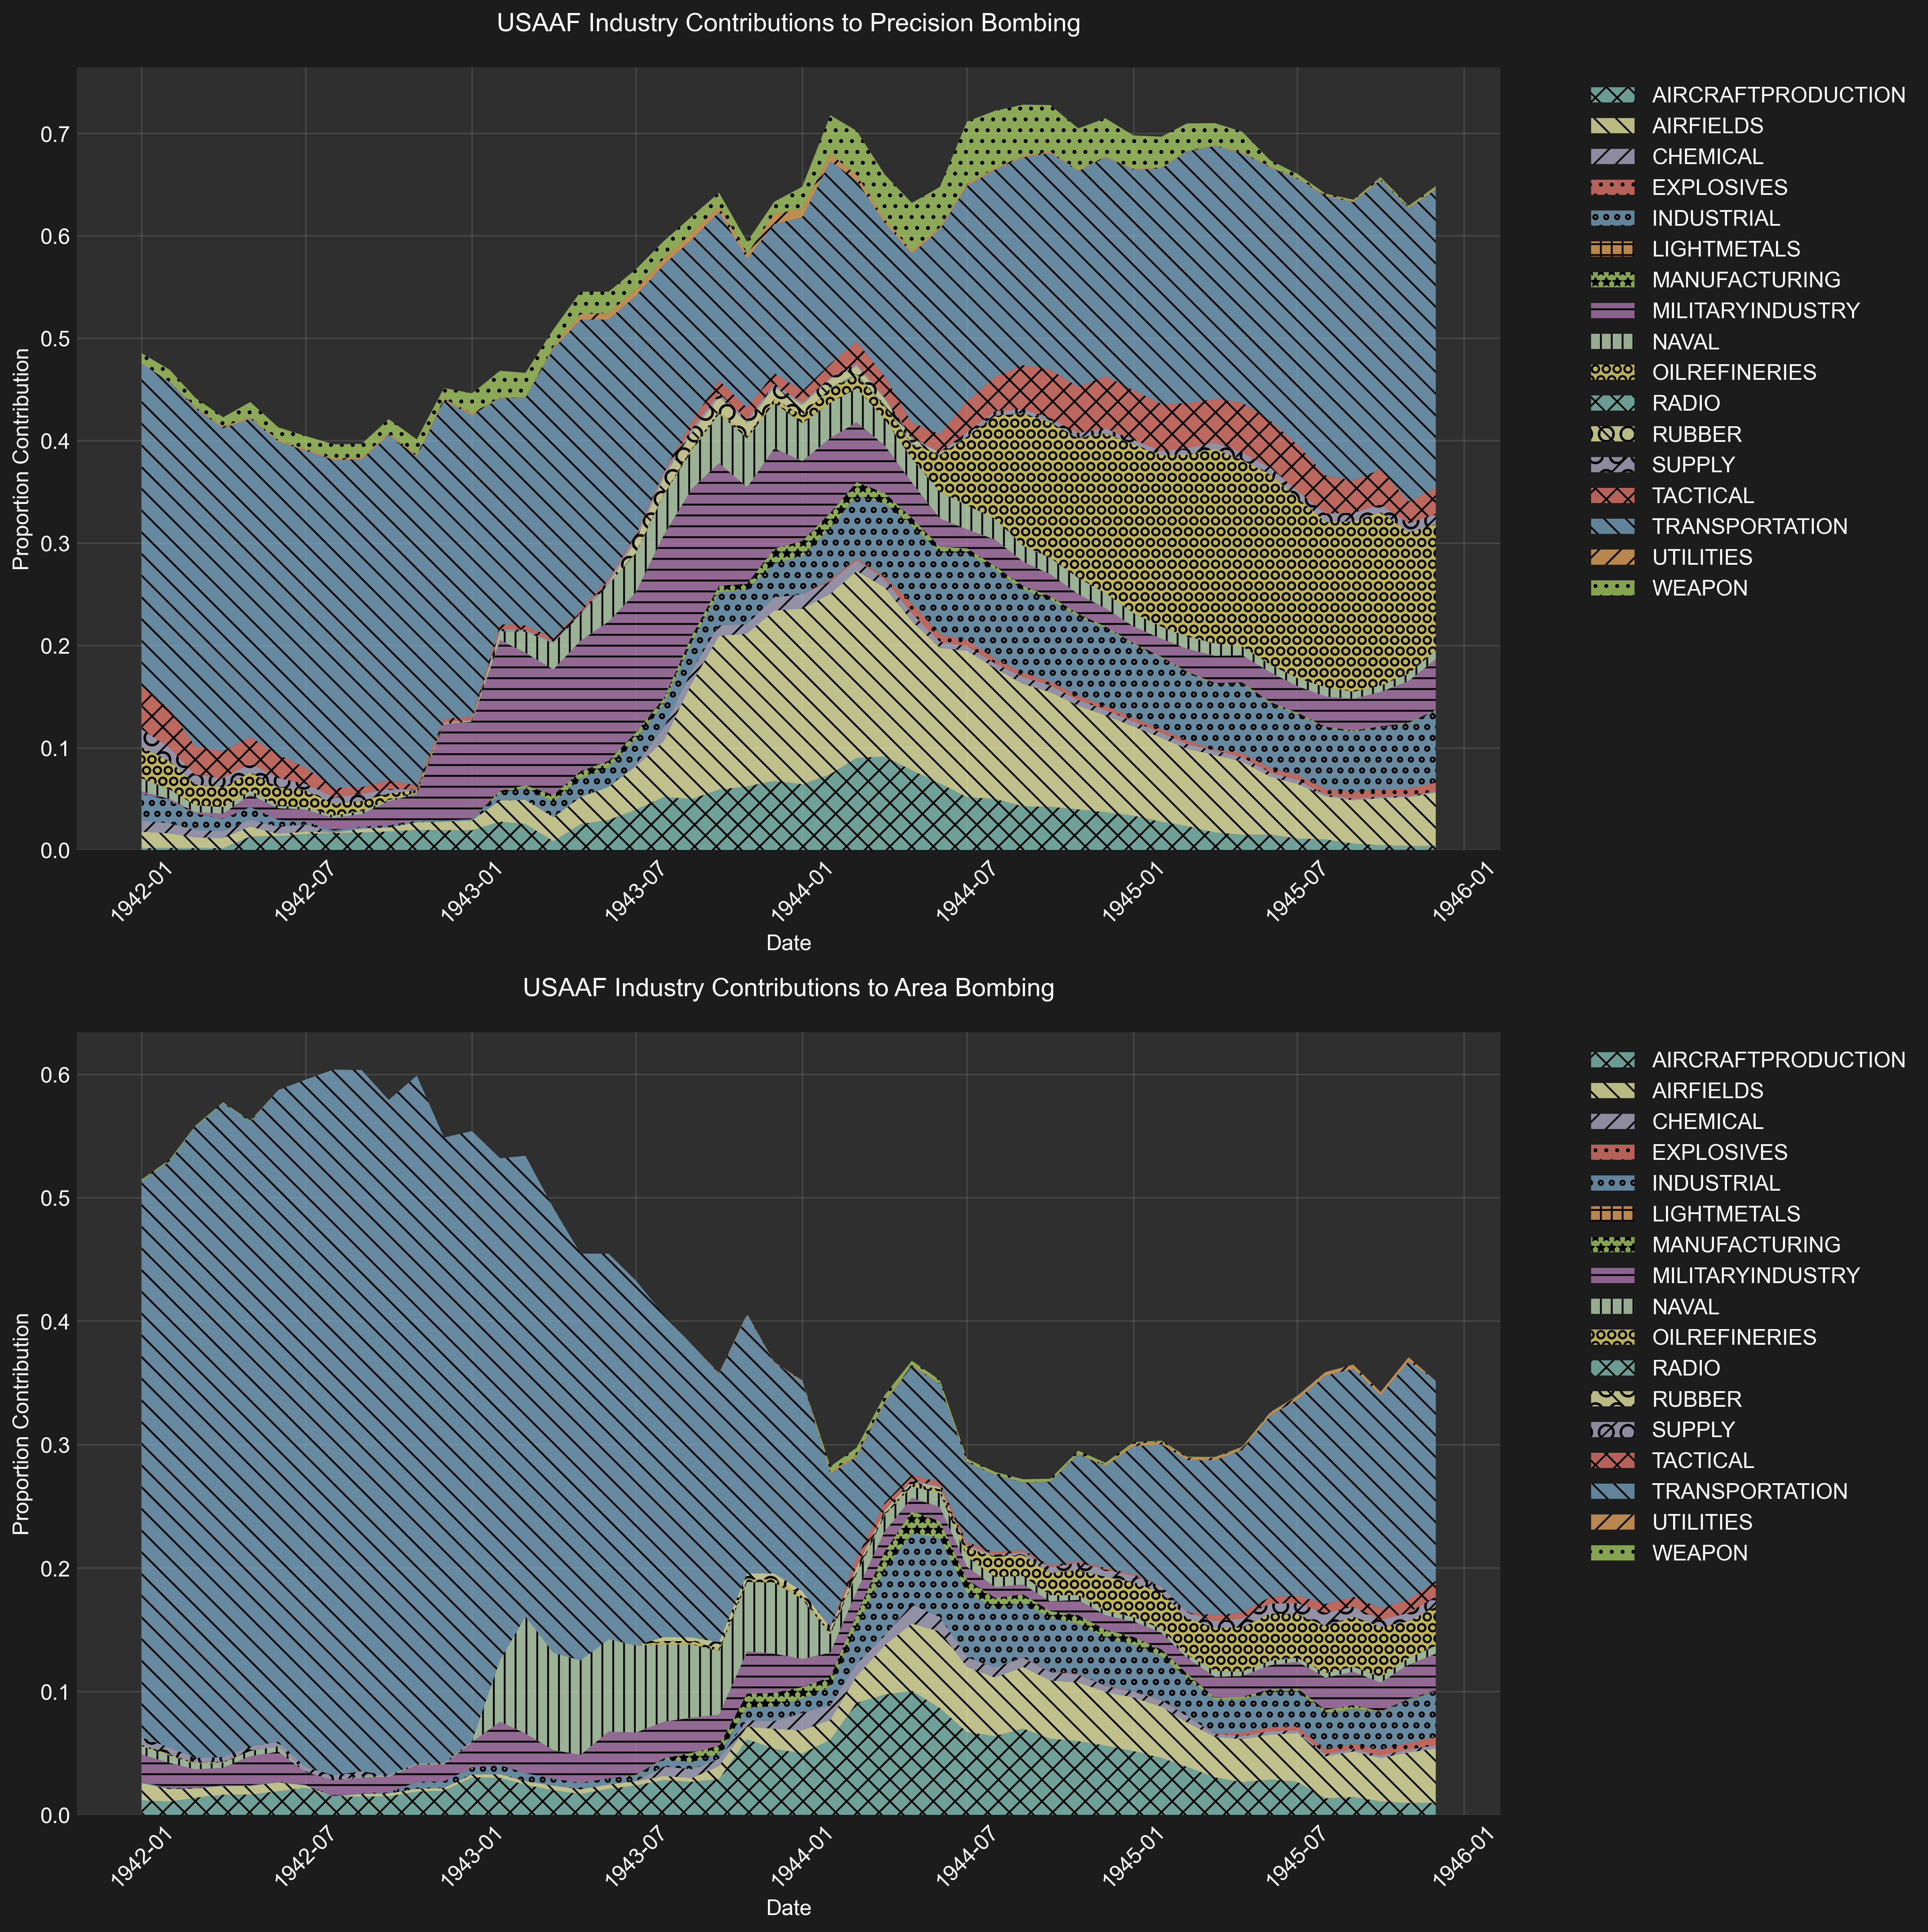 USAAF Industry Contributions to Precision Bombing
Proportion Contribution
0.7
0.6
0.5
0.4
0.3
0.2
0.1
0.0
1942-01
1942-07
1943-01
1943-07
1944-01
1944-07
1945-01
1945-07
1946-01
Date
AIRCRAFTPRODUCTION
AIRFIELDS
CHEMICAL
EXPLOSIVES
INDUSTRIAL
LIGHTMETALS
MANUFACTURING
MILITARYINDUSTRY
NAVAL
OILREFINERIES
RADIO
RUBBER
SUPPLY
TACTICAL
TRANSPORTATION
UTILITIES
WEAPON
USAAF Industry Contributions to Area Bombing
Proportion Contribution
0.6
0.5
0.4
0.3
0.2
0.1
0.0
1942-01
1942-07
1943-01
1943-07
1944-01
1944-07
1945-01
1945-07
1946-01
Date
AIRCRAFTPRODUCTION
AIRFIELDS
CHEMICAL
EXPLOSIVES
INDUSTRIAL
LIGHTMETALS
MANUFACTURING
MILITARYINDUSTRY
NAVAL
OILREFINERIES
RADIO
RUBBER
SUPPLY
TACTICAL
TRANSPORTATION
UTILITIES
WEAPON